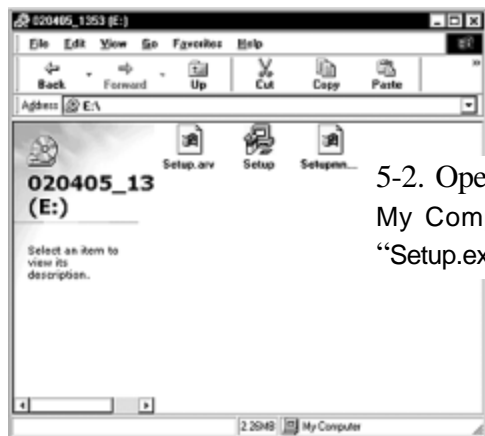 020405_1353 (E:)
File Edit View Go Favorites Help
Back Forward Up Cut Copy Paste »
Address E:\
020405_13
(E:)
Select an item to
view its
description.
Setup.arv Setup Setupnn...
5-2. Ope
My Com
“Setup.ex
2.26MB My Computer